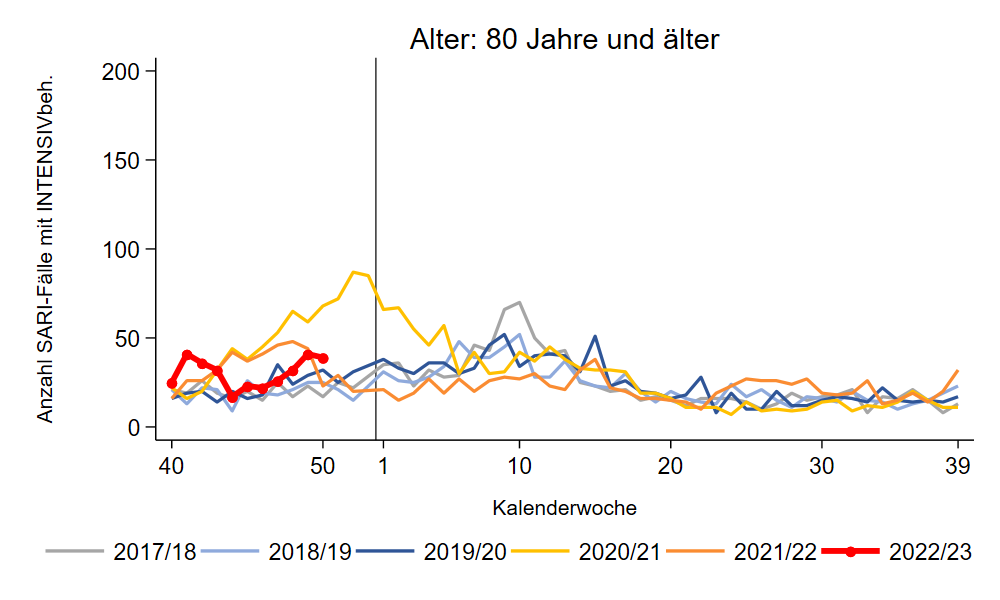 Alter: 80 Jahre und älter
Anzahl SARI-Fälle mit INTENSIVbeh.
200
150
100
50
0
40 50 1 10 20 30 39
Kalenderwoche
2017/18 2018/19 2019/20 2020/21 2021/22 2022/23